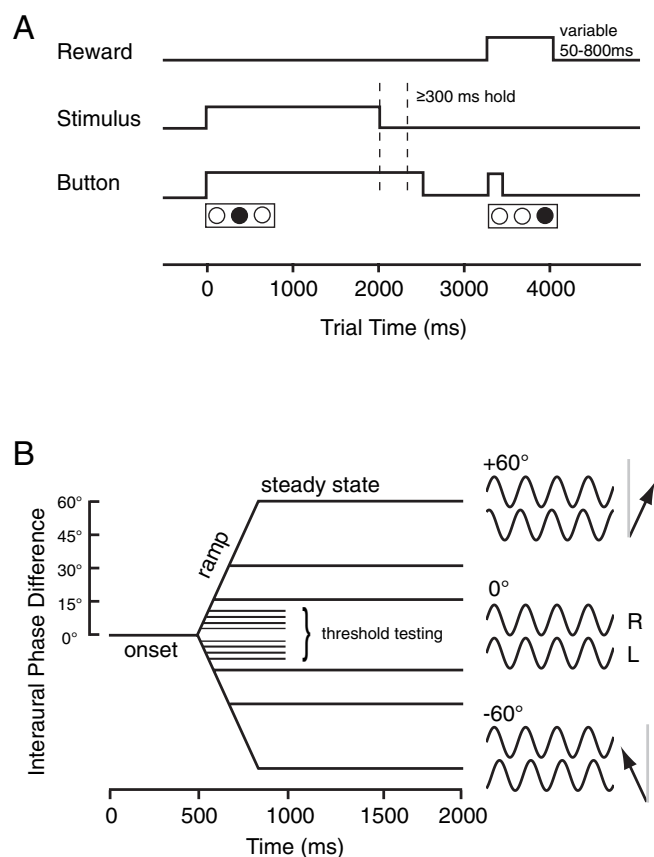 A
Reward
variable
50-800ms
≥300 ms hold
Stimulus
Button
0 1000 2000 3000 4000
Trial Time (ms)
B
+60°
steady state
60°
45°
30°
15°
0°
ramp
Interaural Phase Difference
onset
threshold testing
0°
R
L
-60°
0 500 1000 1500 2000
Time (ms)